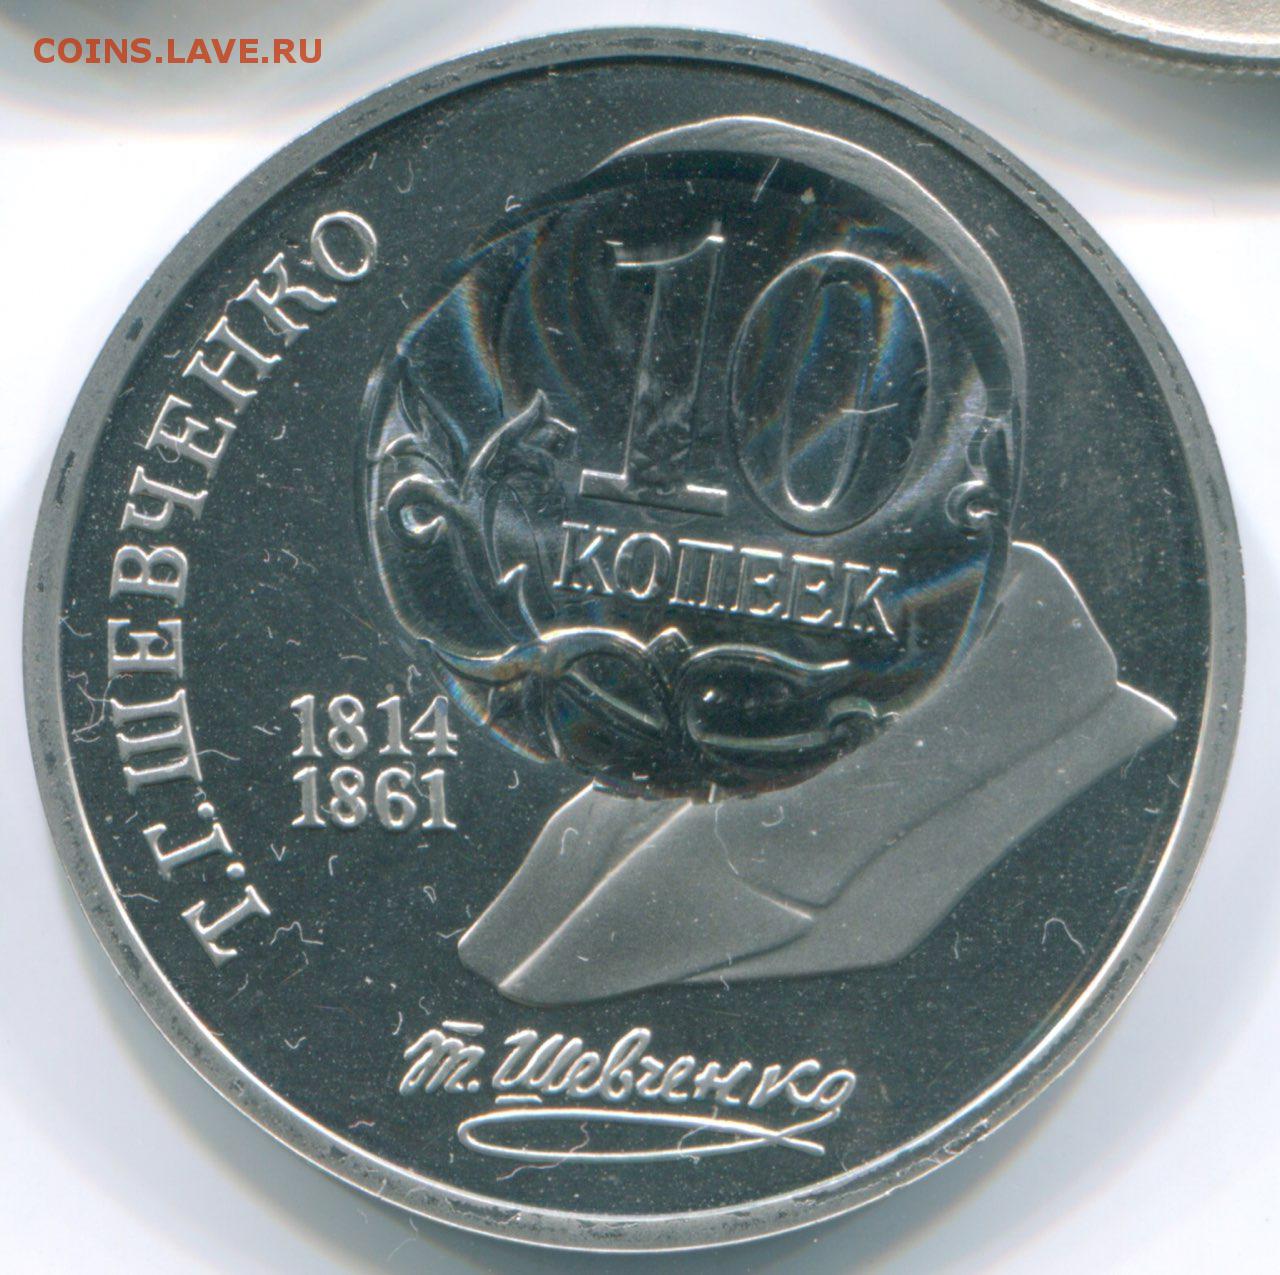 COINS.LAVE.RU
Т.Г.ШЕВЧЕНКО
10
КОПЕЕК
1814
1861
Т. Шевченко